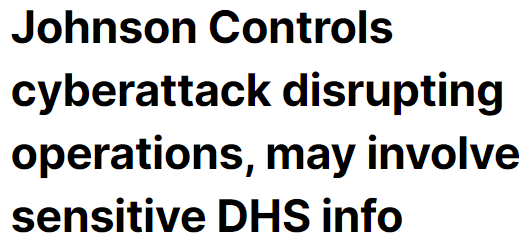 Johnson Controls
cyberattack disrupting
operations, may involve
sensitive DHS info